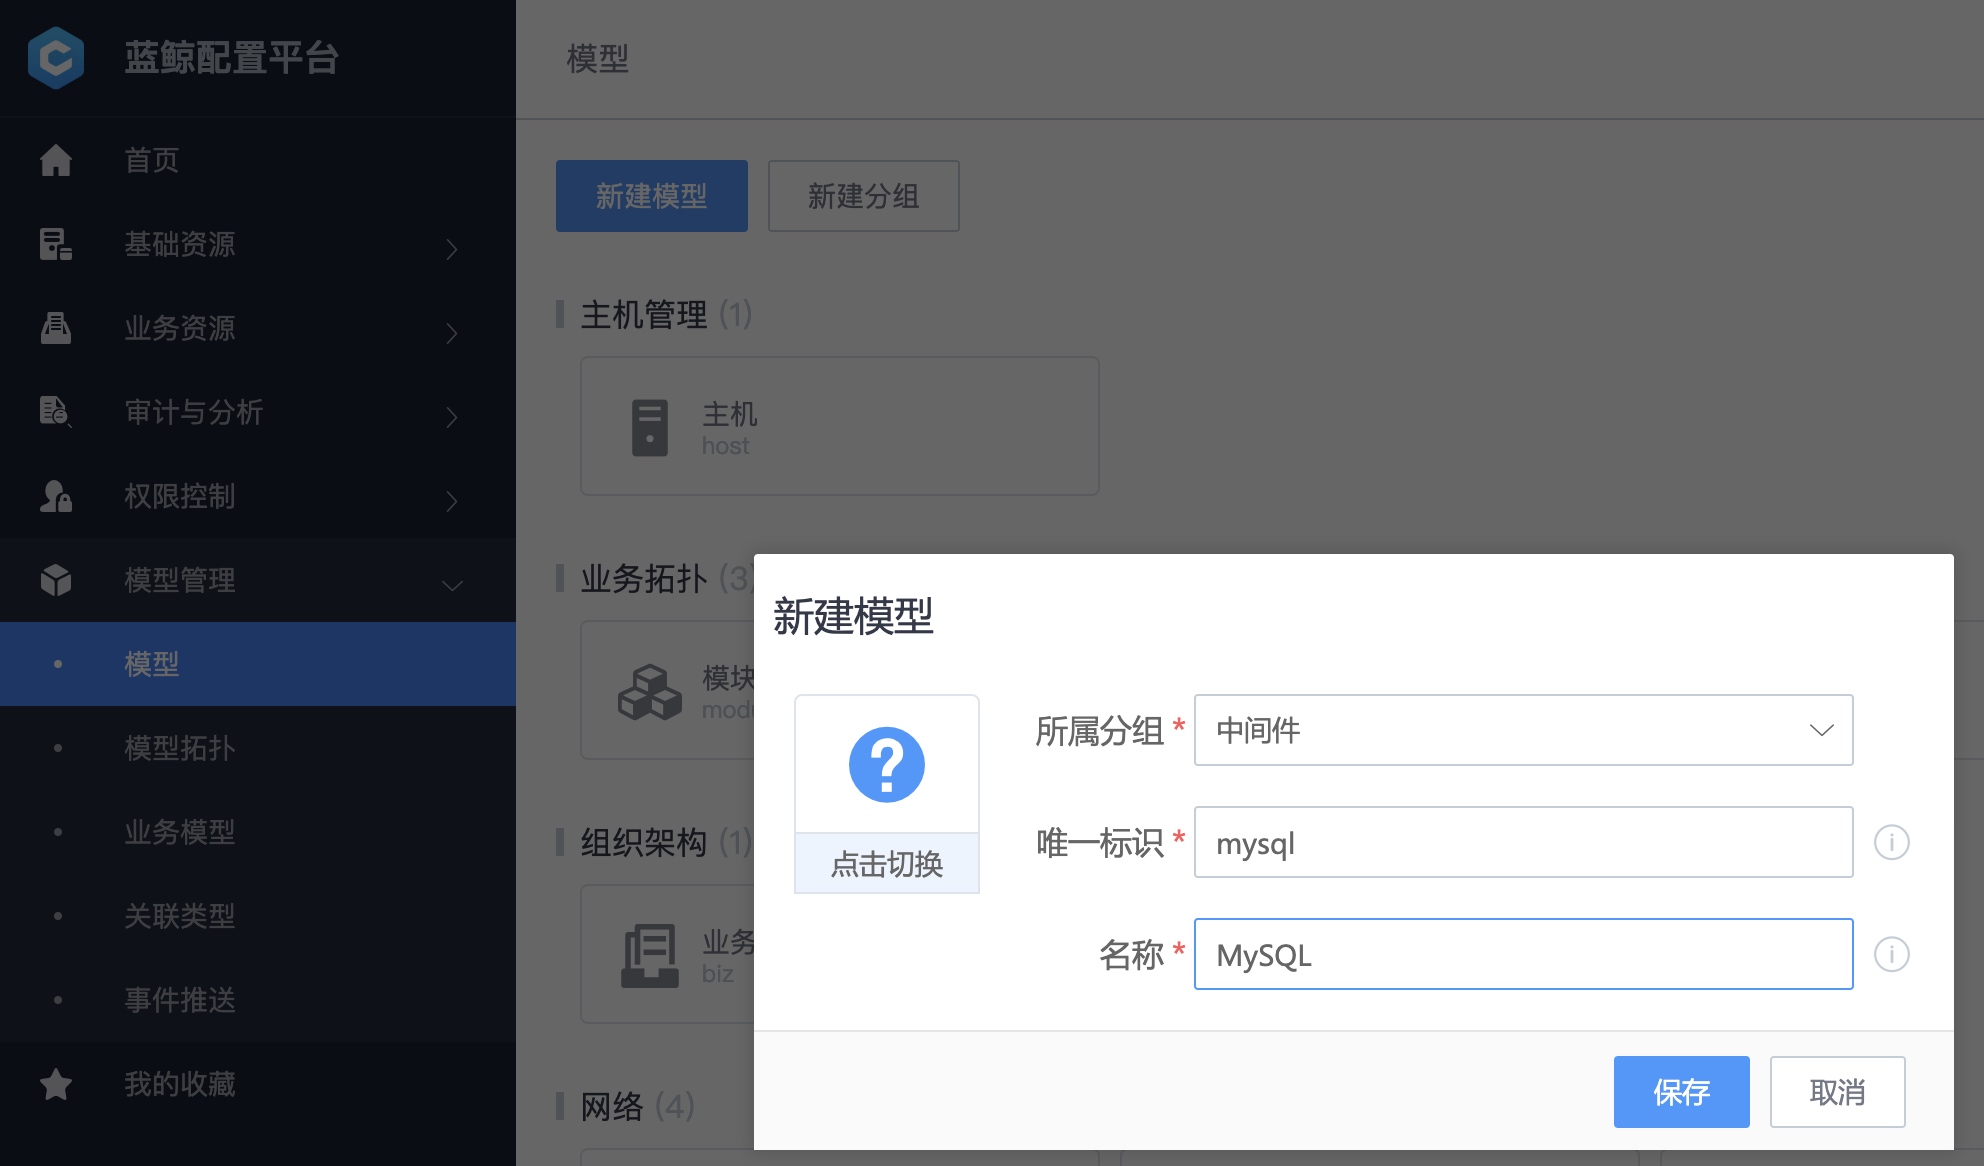 蓝鲸配置平台
首页
基础资源
业务资源
审计与分析
权限控制
模型管理
模型
模型拓扑
业务模型
关联类型
事件推送
我的收藏
模型
新建模型
新建分组
主机管理 (1)
主机
host
业务拓扑 (3)
模块
modu
组织架构 (1)
业务
biz
网络 (4)
新建模型
点击切换
所属分组 * 中间件
唯一标识 * mysql
名称 * MySQL
保存
取消